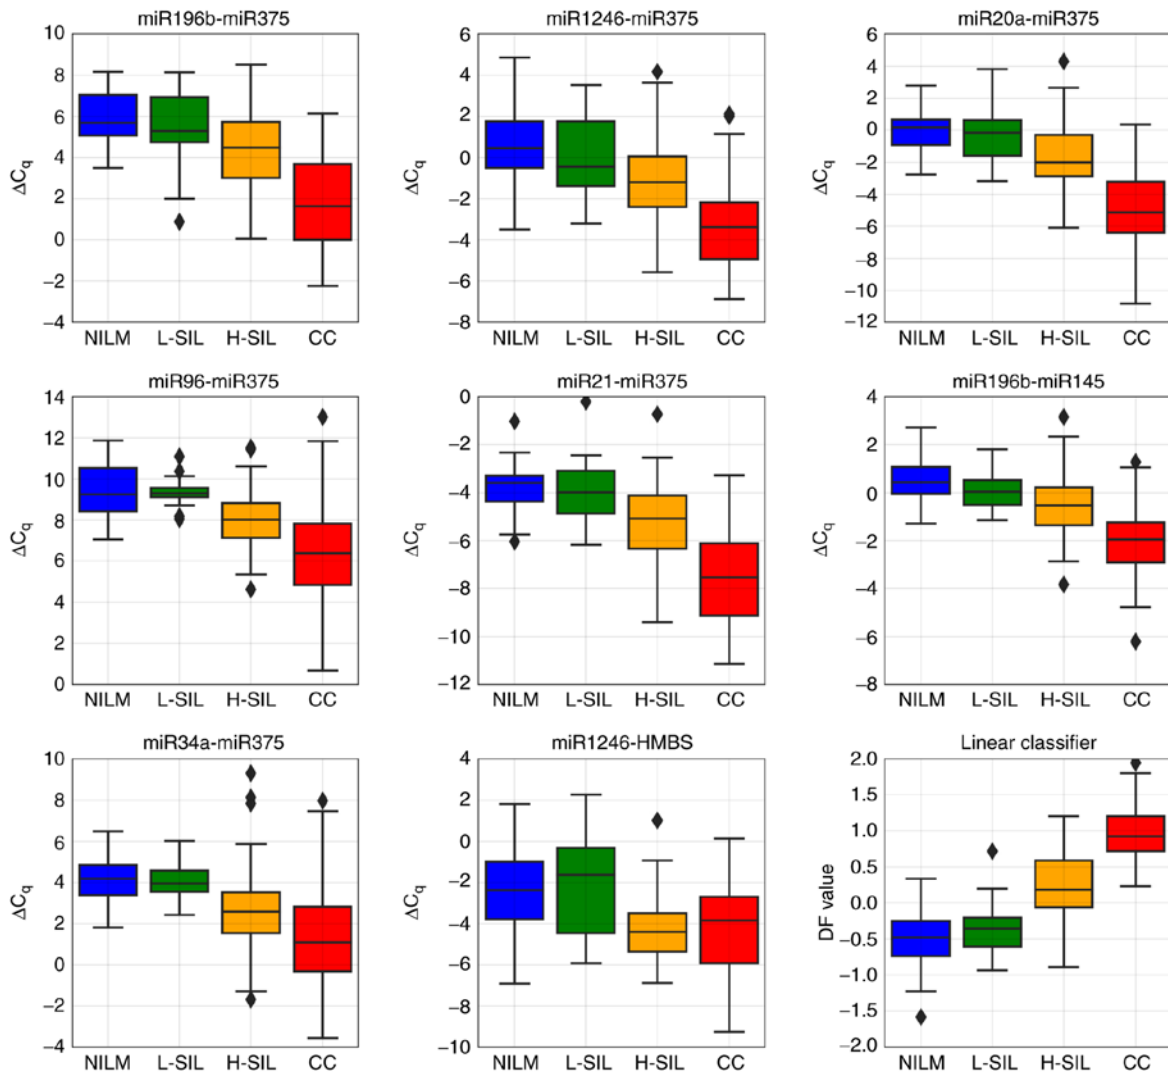 miR196b-miR375
10
8
6
4
2
0
−2
−4
ΔCq
NILM L-SIL H-SIL CC
miR1246-miR375
6
4
2
0
−2
−4
−6
−8
ΔCq
NILM L-SIL H-SIL CC
miR20a-miR375
6
4
2
0
−2
−4
−6
−8
−10
−12
ΔCq
NILM L-SIL H-SIL CC
miR96-miR375
14
12
10
8
6
4
2
0
ΔCq
NILM L-SIL H-SIL CC
miR21-miR375
0
−2
−4
−6
−8
−10
−12
ΔCq
NILM L-SIL H-SIL CC
miR196b-miR145
4
2
0
−2
−4
−6
−8
ΔCq
NILM L-SIL H-SIL CC
miR34a-miR375
10
8
6
4
2
0
−2
−4
ΔCq
NILM L-SIL H-SIL CC
miR1246-HMBS
4
2
0
−2
−4
−6
−8
−10
ΔCq
NILM L-SIL H-SIL CC
Linear classifier
2.0
1.5
1.0
0.5
0.0
−0.5
−1.0
−1.5
−2.0
DF value
NILM L-SIL H-SIL CC